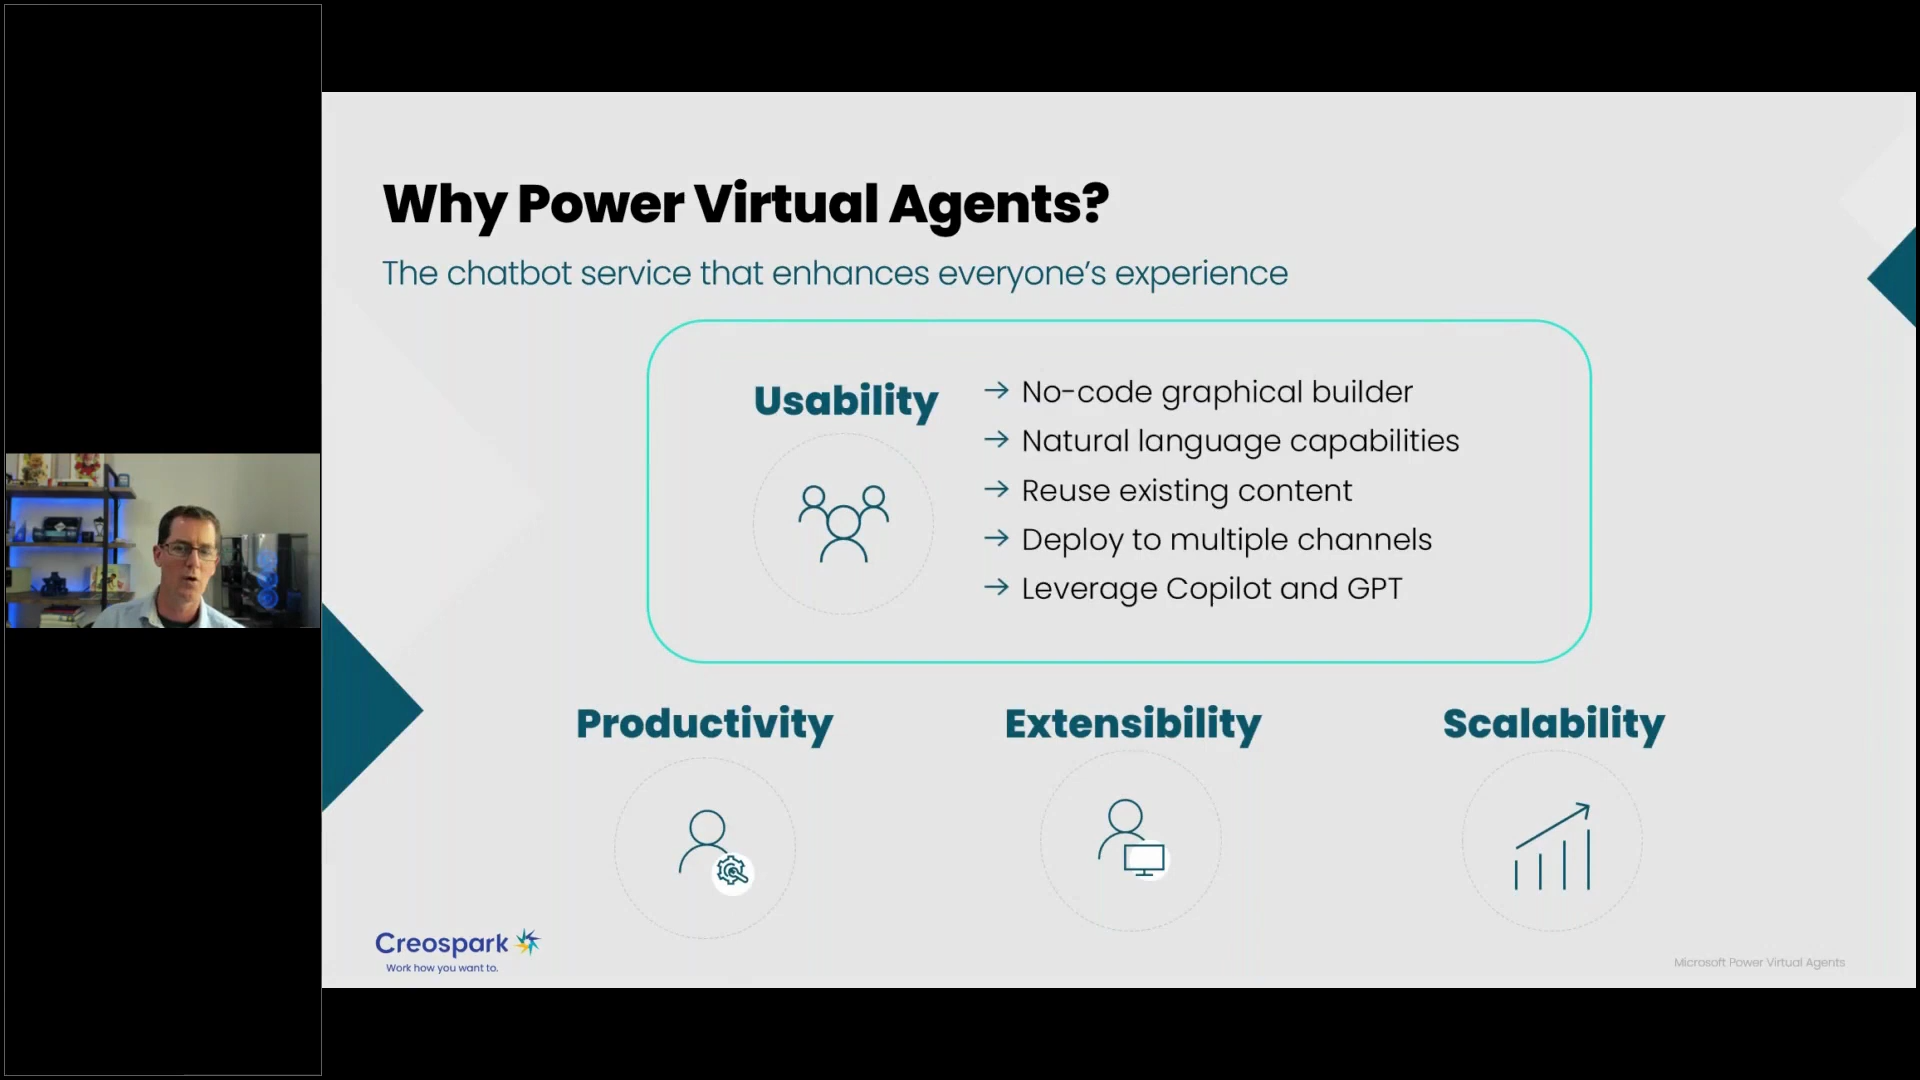 Why Power Virtual Agents?
The chatbot service that enhances everyone’s experience
Usability
→ No-code graphical builder
→ Natural language capabilities
→ Reuse existing content
→ Deploy to multiple channels
→ Leverage Copilot and GPT
Productivity
Extensibility
Scalability
Creospark
Work how you want to.
Microsoft Power Virtual Agents